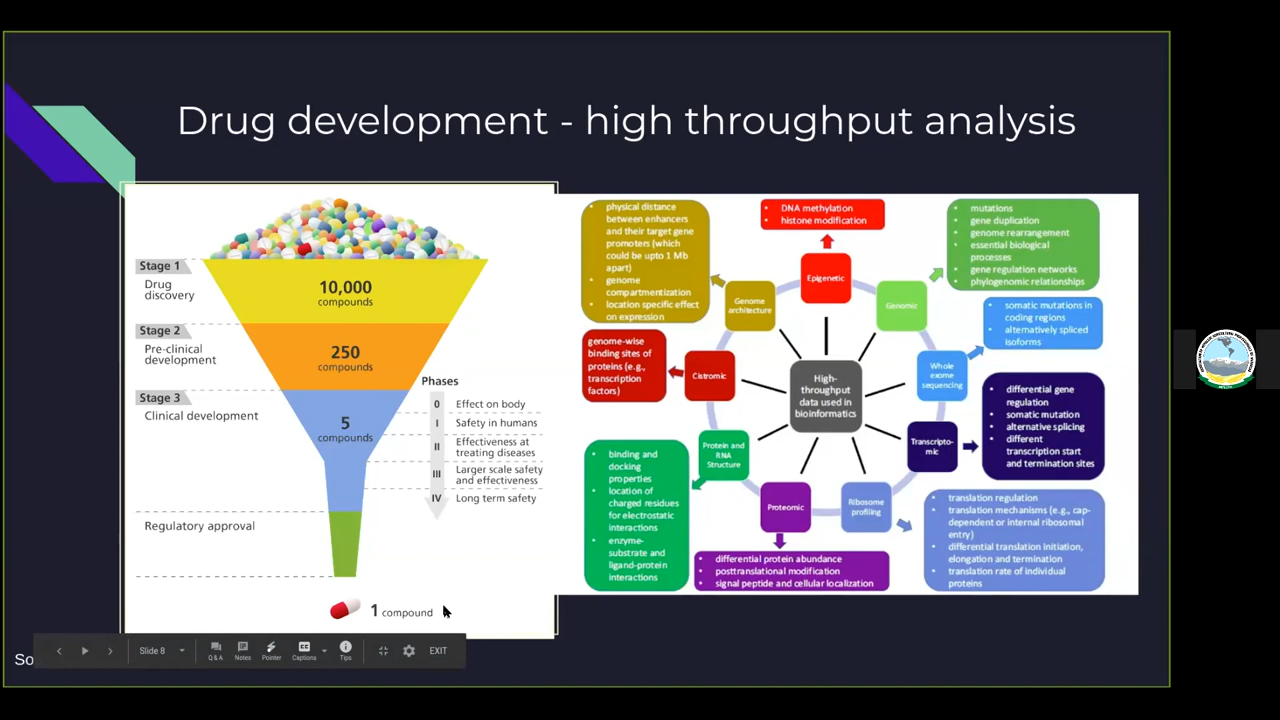 Drug development - high throughput analysis
Stage 1
Drug
discovery
10,000
compounds
Stage 2
Pre-clinical
development
250
compounds
Stage 3
Clinical development
5
compounds
Phases
0 Effect on body
I Safety in humans
II Effectiveness at
treating diseases
III Larger scale safety
and effectiveness
IV Long term safety
Regulatory approval
1 compound
High-
throughput
data used in
bioinformatics
Epigenetic
• DNA methylation
• histone modification
Genomic
• mutations
• gene duplication
• genome rearrangement
• essential biological
processes
• gene regulation networks
• phylogenomic relationships
Whole
exome
sequencing
• somatic mutations in
coding regions
• alternatively spliced
isoforms
Transcripto-
mic
• differential gene
regulation
• somatic mutation
• alternative splicing
• different
transcription start
and termination sites
Ribosome
profiling
• translation regulation
• translation mechanisms (e.g., cap-
dependent or internal ribosomal
entry)
• differential translation initiation,
elongation and termination
• translation rate of individual
proteins
Proteomic
• differential protein abundance
• posttranslational modification
• signal peptide and cellular localization
Protein and
RNA
Structure
• binding and
docking
properties
• location of
charged residues
for electrostatic
interactions
• enzyme-
substrate and
ligand-protein
interactions
Cistromic
genome-wise
binding sites of
proteins (e.g.,
transcription
factors)
Genome
architecture
• physical distance
between enhancers
and their target gene
promoters (which
could be upto 1 Mb
apart)
• genome
compartmentization
• location specific effect
on expression
So
Slide 8
Q & A
Notes
Pointer
Captions
Tips
EXIT